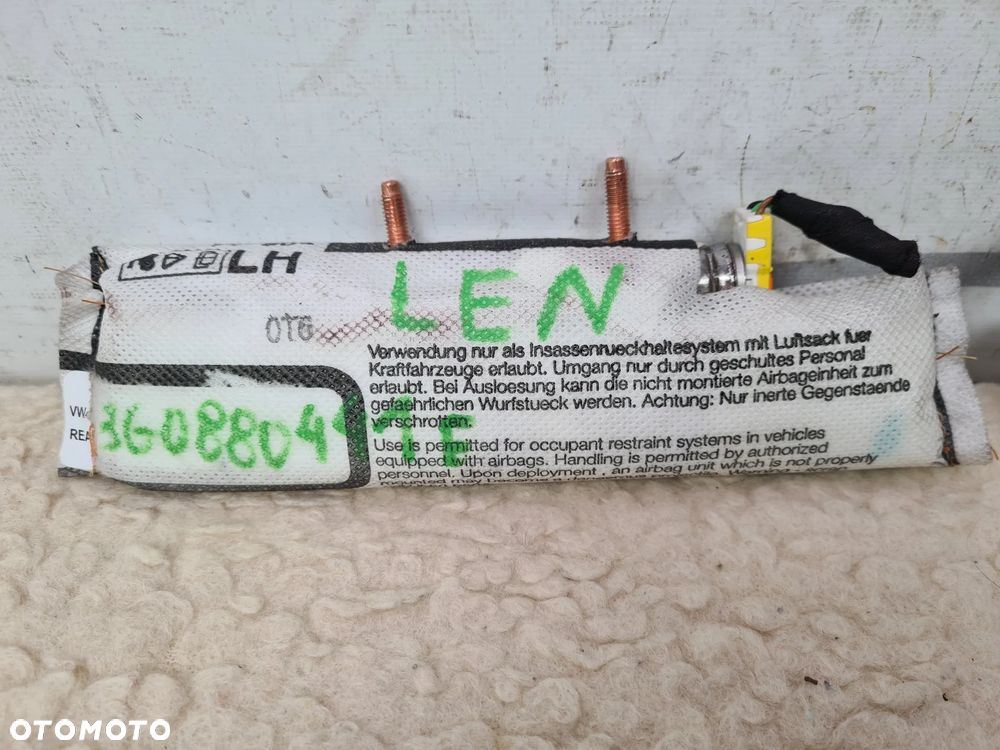 LH
LEN
OTG
Verwendung nur als Insassenrueckhaltesystem mit Luftsack fuer
Kraftfahrzeuge erlaubt. Umgang nur durch geschultes Personal
erlaubt. Bei Ausloesung kann die nicht montierte Airbageinheit zum
gefaehrlichen Wurfstueck werden. Achtung: Nur inerte Gegenstaende
verschrotten.
Use is permitted for occupant restraint systems in vehicles
equipped with airbags. Handling is permitted by authorized
personnel. Upon deployment, an airbag unit which is not properly
VW
REA
3G0880
OTOMOTO